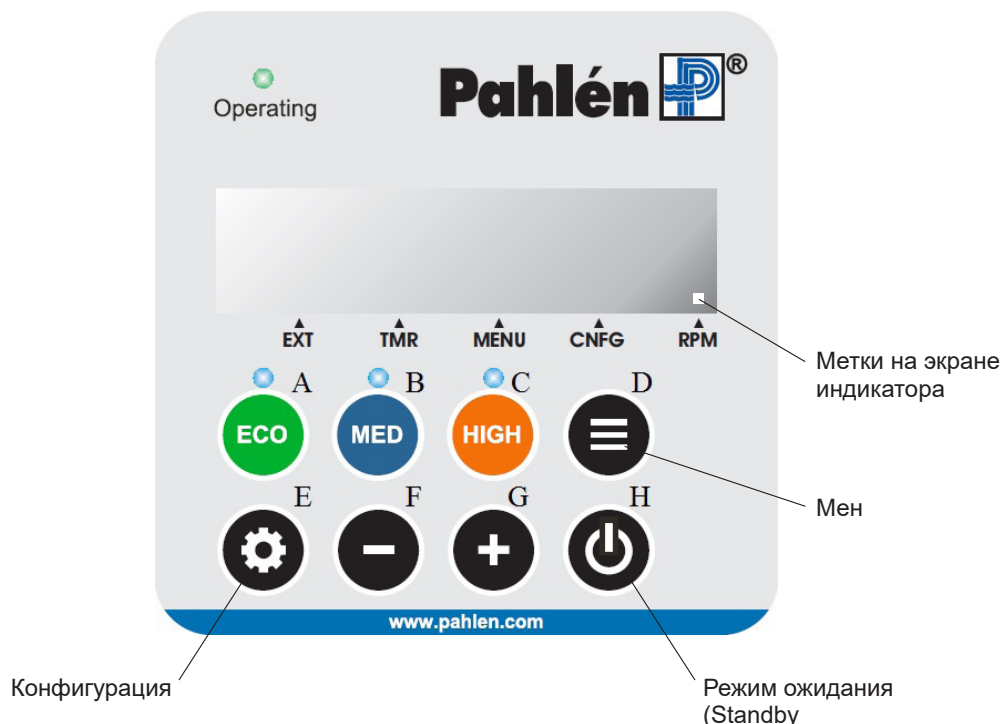 Operating
Pahlén ®
EXT TMR MENU CNFG RPM
Метки на экране
индикатора
A B C D
ECO MED HIGH
Мен
E F G H
www.pahlen.com
Конфигурация
Режим ожидания
(Standby